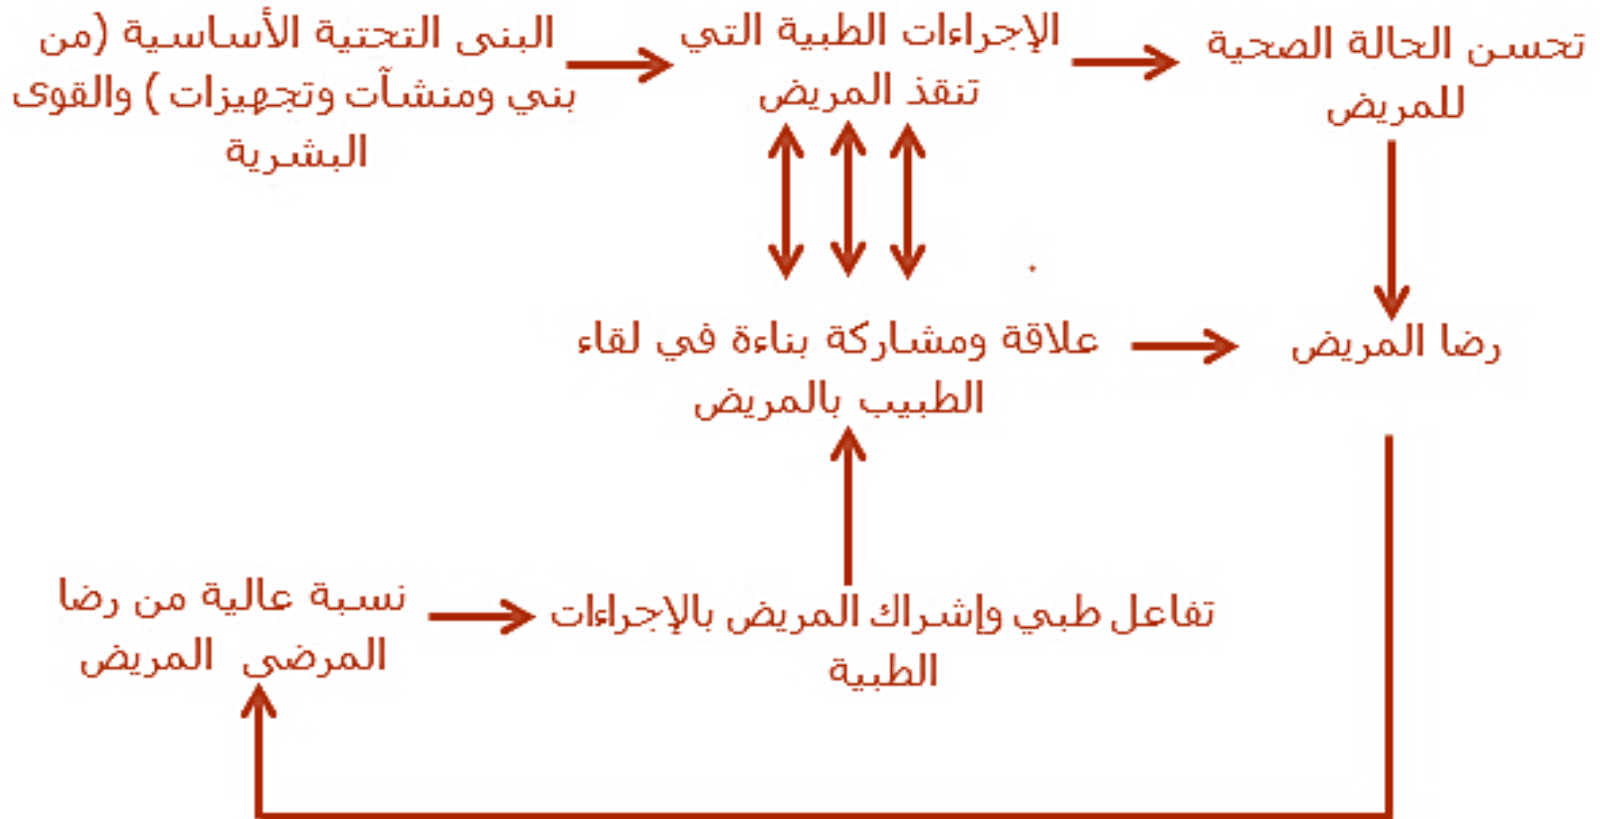 البنى التحتية الأساسية (من
بني ومنشآت وتجهيزات ) والقوى
البشرية
الإجراءات الطبية التي
تنقذ المريض
تحسن الحالة الصحية
للمريض
علاقة ومشاركة بناءة في لقاء
الطبيب بالمريض
رضا المريض
نسبة عالية من رضا
المرضى المريض
تفاعل طبي وإشراك المريض بالإجراءات
الطبية